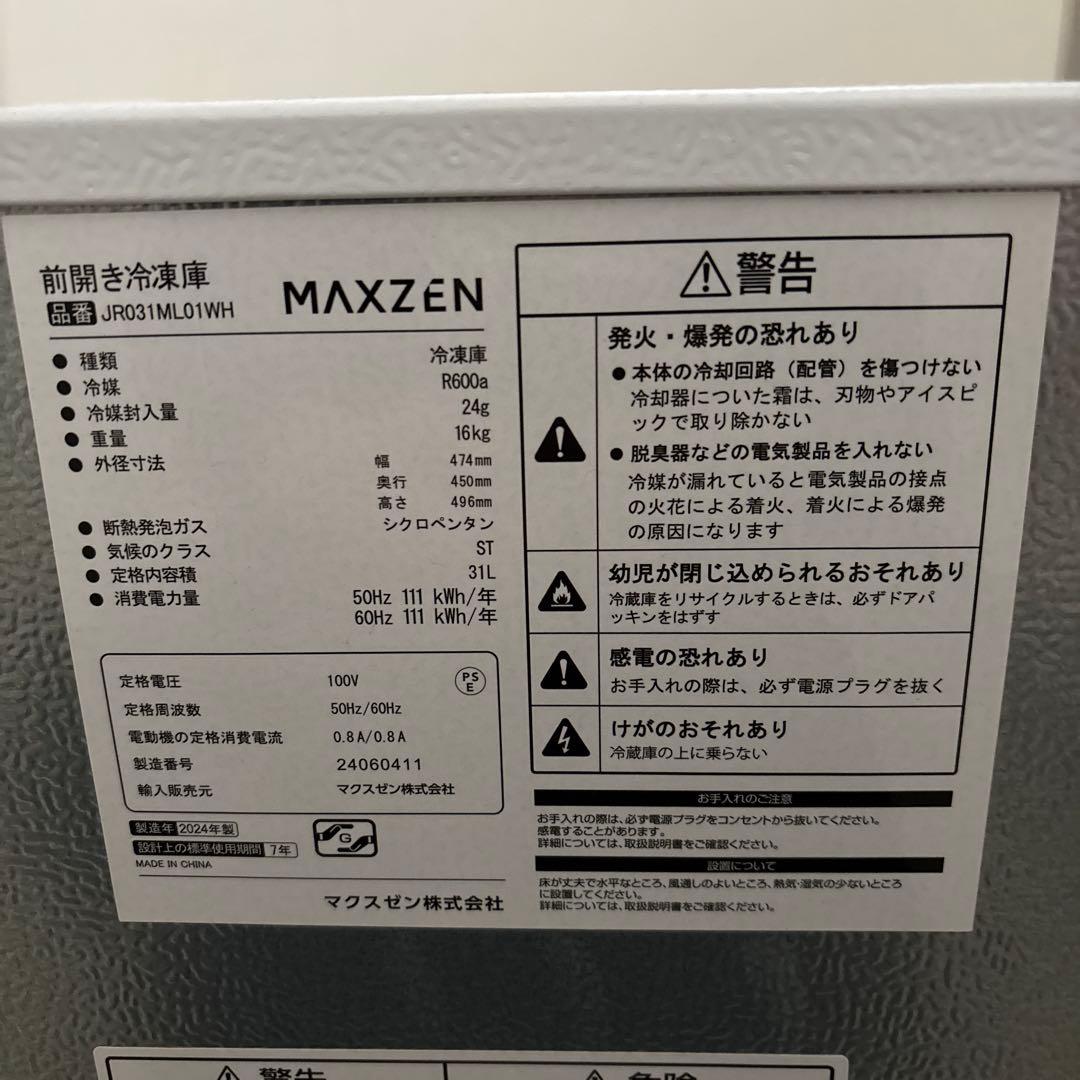 前開き冷凍庫
品番 JR031ML01WH
MAXZEN
● 種類 冷凍庫
● 冷媒 R600a
● 冷媒封入量 24g
● 重量 16kg
● 外径寸法 幅 474mm
奥行 450mm
高さ 496mm
● 断熱発泡ガス シクロペンタン
● 気候のクラス ST
● 定格内容積 31L
● 消費電力量 50Hz 111 kWh/年
60Hz 111 kWh/年
定格電圧 100V
PS
E
定格周波数 50Hz/60Hz
電動機の定格消費電流 0.8A/0.8A
製造番号 24060411
輸入販売元 マクスゼン株式会社
製造年 2024年製
設計上の標準使用期間 7年
G
MADE IN CHINA
マクスゼン株式会社
警告
発火・爆発の恐れあり
● 本体の冷却回路（配管）を傷つけない
冷却器についた霜は、刃物やアイスピ
ックで取り除かない
● 脱臭器などの電気製品を入れない
冷媒が漏れていると電気製品の接点
の火花による着火、着火による爆発
の原因になります
幼児が閉じ込められるおそれあり
冷蔵庫をリサイクルするときは、必ずドアパ
ッキンをはずす
感電の恐れあり
お手入れの際は、必ず電源プラグを抜く
けがのおそれあり
冷蔵庫の上に乗らない
お手入れのご注意
お手入れの際は、必ず電源プラグをコンセントから抜いてください。
感電することがあります。
詳細については、取扱説明書をご確認ください。
設置について
床が丈夫で水平なところ、風通しのよいところ、熱気・湿気の少ないところ
に設置してください。
詳細については、取扱説明書をご確認ください。
警告
危険